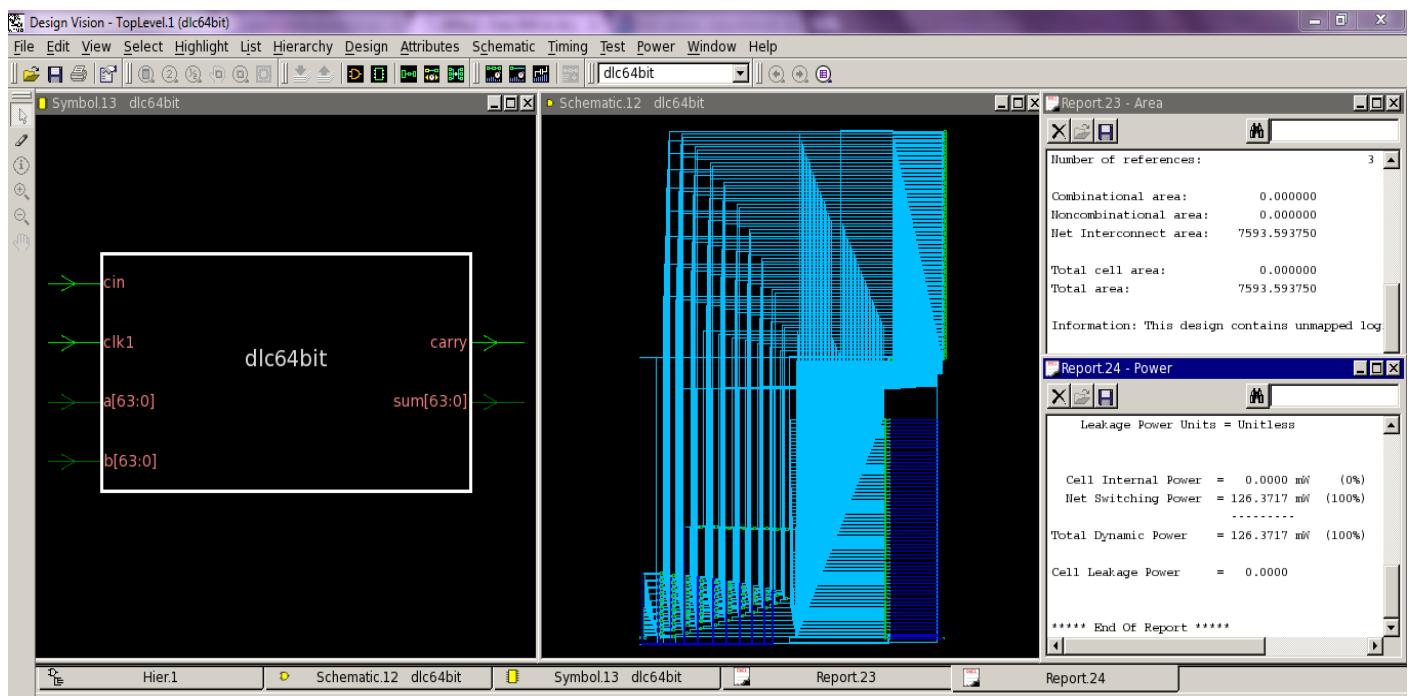 Design Vision - TopLevel.1 (dlc64bit)
File Edit View Select Highlight List Hierarchy Design Attributes Schematic Timing Test Power Window Help
dlc64bit
Symbol.13 dlc64bit
cin
clk1
a[63:0]
b[63:0]
dlc64bit
carry
sum[63:0]
Schematic.12 dlc64bit
Report.23 - Area
Number of references: 3
Combinational area: 0.000000
Noncombinational area: 0.000000
Net Interconnect area: 7593.593750
Total cell area: 0.000000
Total area: 7593.593750
Information: This design contains unmapped log
Report.24 - Power
Leakage Power Units = Unitless
Cell Internal Power = 0.0000 mW (0%)
Net Switching Power = 126.3717 mW (100%)
---------
Total Dynamic Power = 126.3717 mW (100%)
Cell Leakage Power = 0.0000
***** End Of Report *****
Hier.1
Schematic.12 dlc64bit
Symbol.13 dlc64bit
Report.23
Report.24